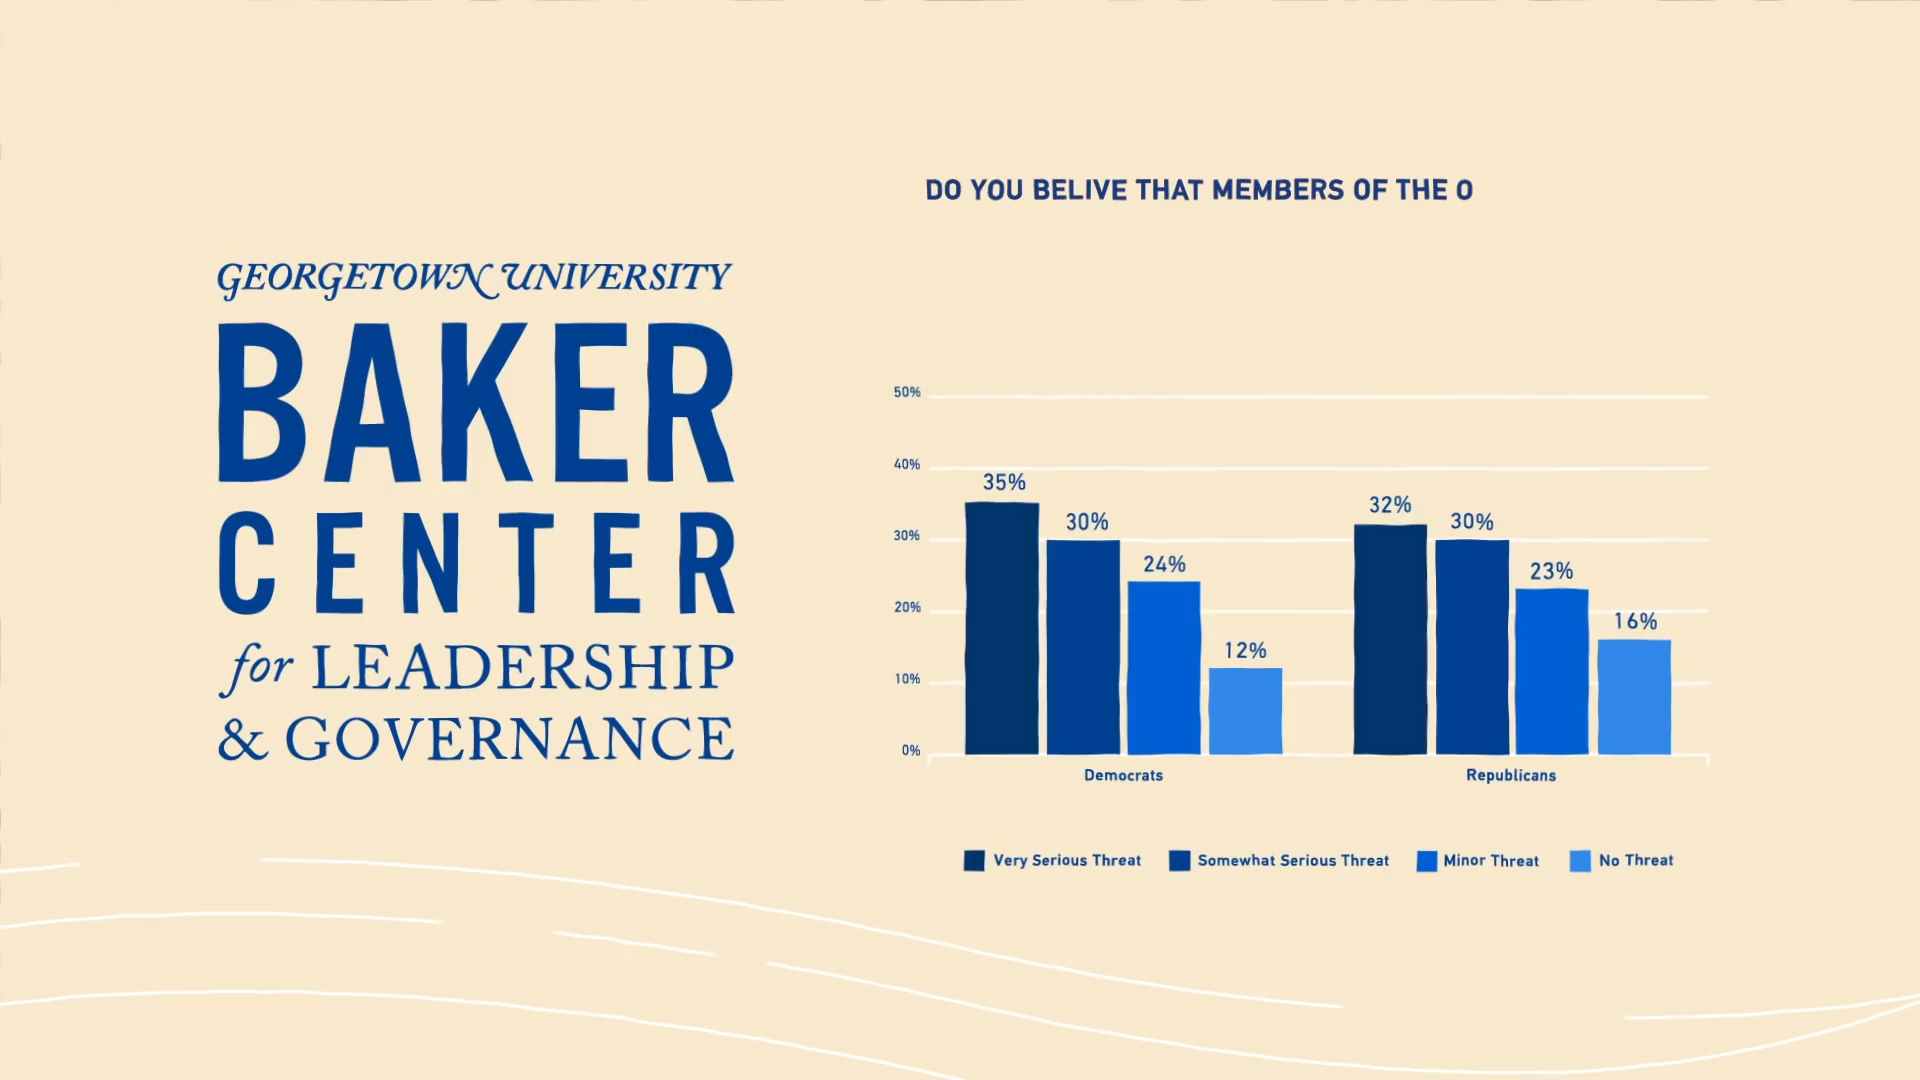 GEORGETOWN UNIVERSITY
BAKER
CENTER
for LEADERSHIP
& GOVERNANCE
DO YOU BELIVE THAT MEMBERS OF THE O
50%
40%
30%
20%
10%
0%
35%
30%
24%
12%
32%
30%
23%
16%
Democrats
Republicans
Very Serious Threat
Somewhat Serious Threat
Minor Threat
No Threat